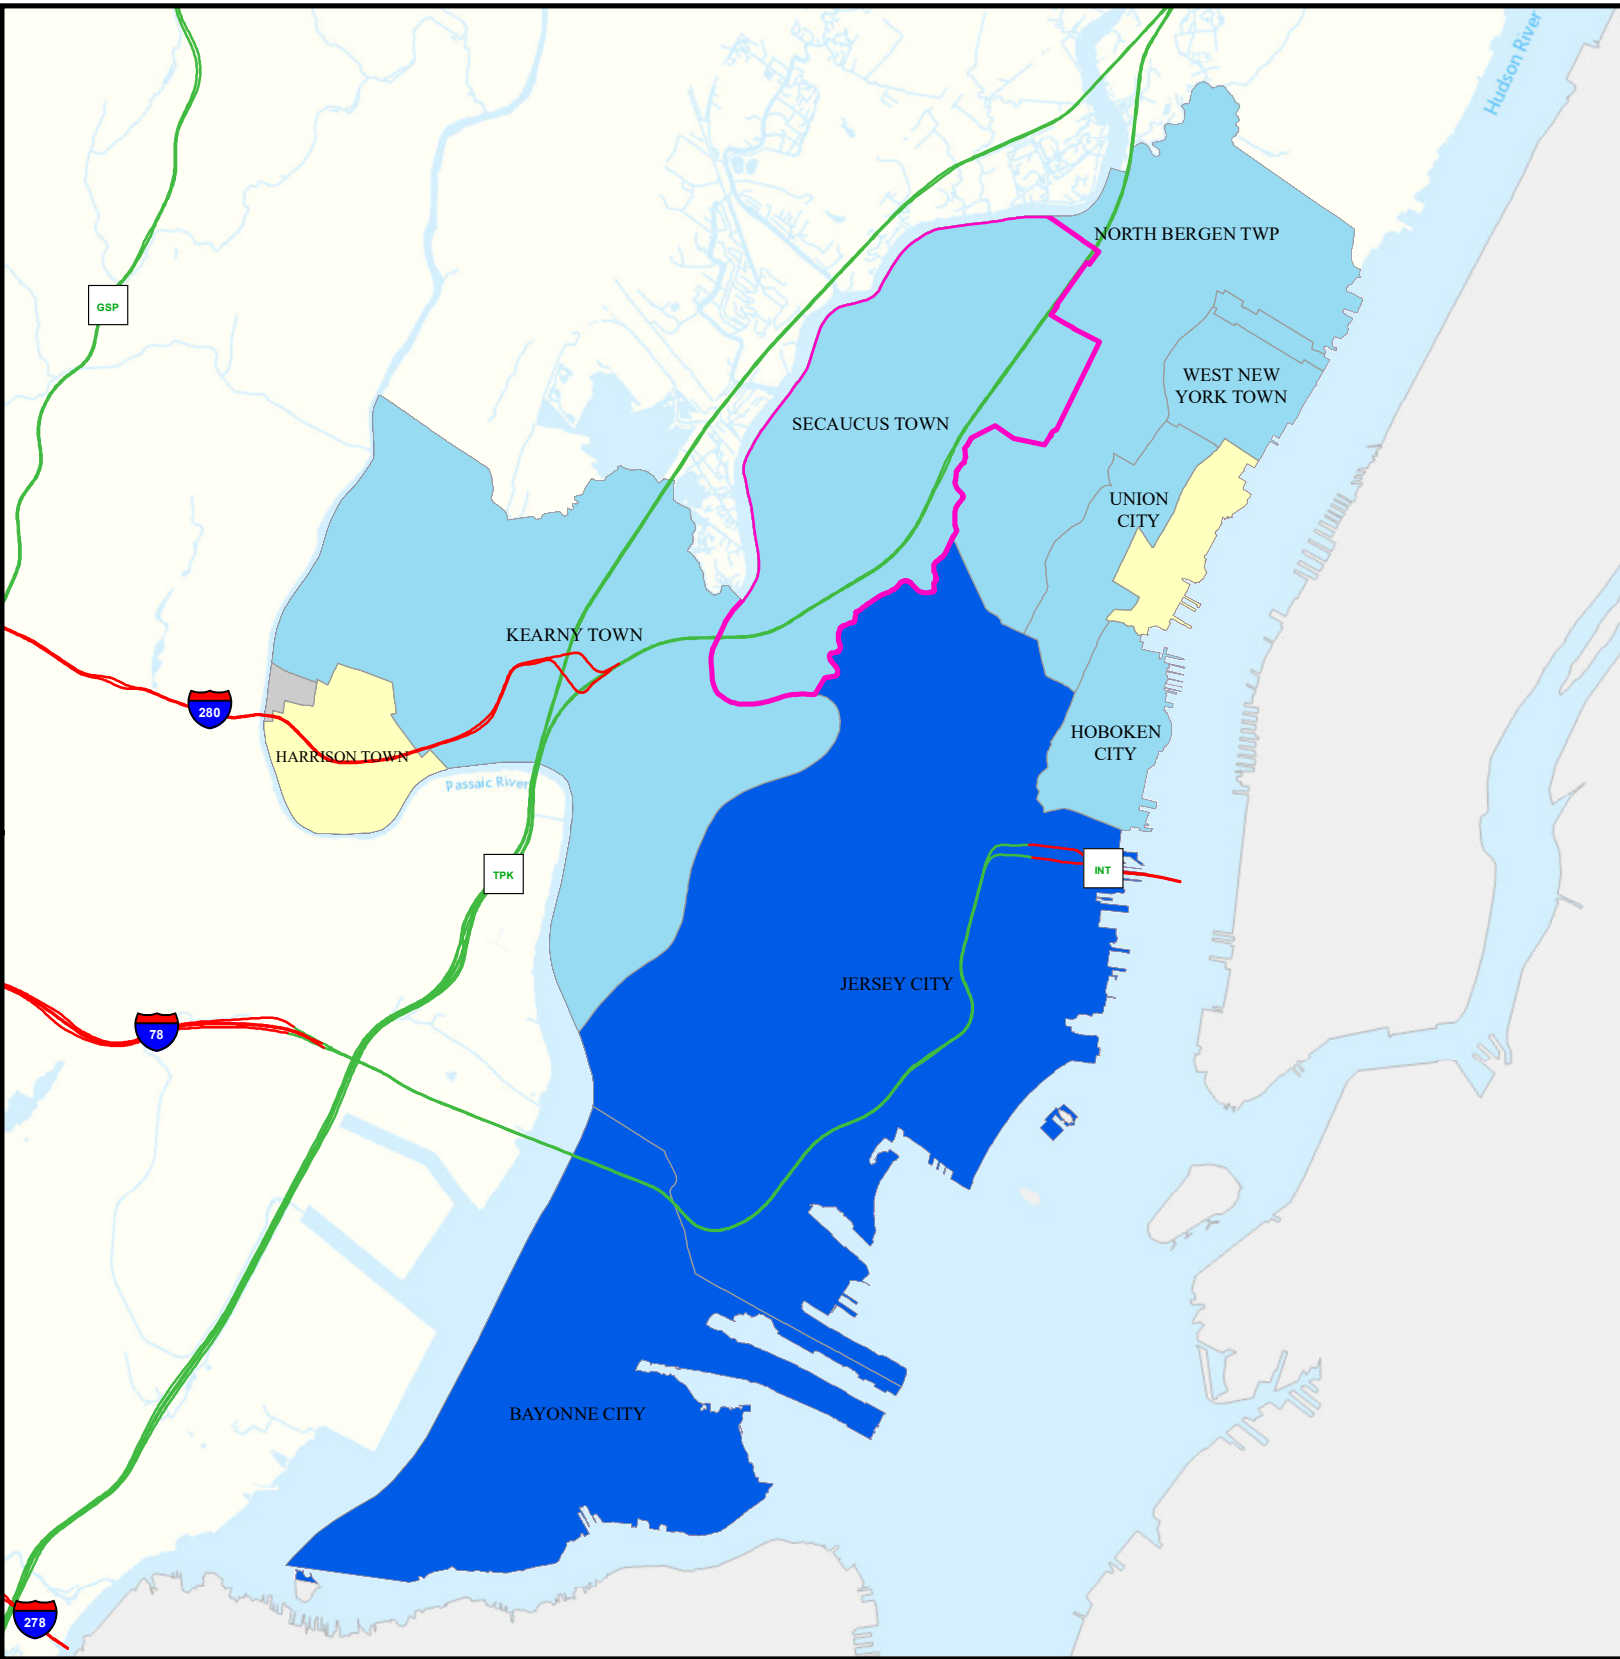 Hudson River
NORTH BERGEN TWP
GSP
WEST NEW
YORK TOWN
SECAUCUS TOWN
UNION
CITY
KEARNY TOWN
280
HOBOKEN
CITY
HARRISON TOWN
Passaic River
TPK
INT
JERSEY CITY
78
BAYONNE CITY
278